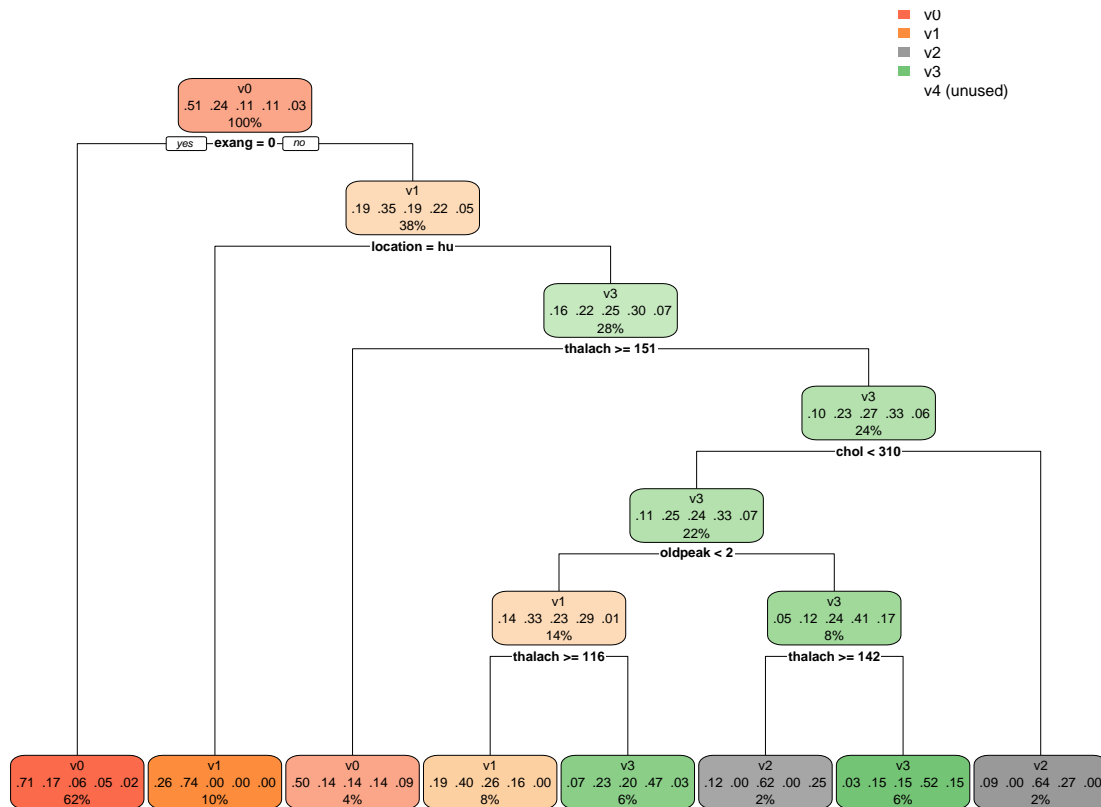 v0
v1
v2
v3
v4 (unused)
v0
.51 .24 .11 .11 .03
100%
yes exang = 0 no
v1
.19 .35 .19 .22 .05
38%
location = hu
v3
.16 .22 .25 .30 .07
28%
thalach >= 151
v3
.10 .23 .27 .33 .06
24%
chol < 310
v3
.11 .25 .24 .33 .07
22%
oldpeak < 2
v1
.14 .33 .23 .29 .01
14%
thalach >= 116
v3
.05 .12 .24 .41 .17
8%
thalach >= 142
v0
.71 .17 .06 .05 .02
62%
v1
.26 .74 .00 .00 .00
10%
v0
.50 .14 .14 .14 .09
4%
v1
.19 .40 .26 .16 .00
8%
v3
.07 .23 .20 .47 .03
6%
v2
.12 .00 .62 .00 .25
2%
v3
.03 .15 .15 .52 .15
6%
v2
.09 .00 .64 .27 .00
2%